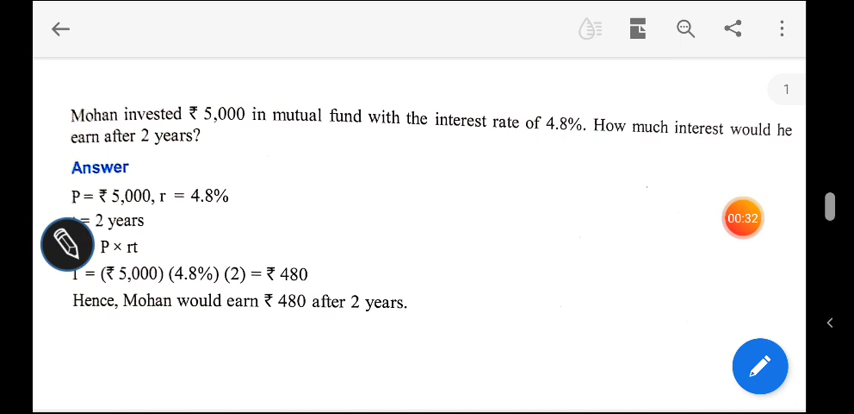 1
Mohan invested ₹ 5,000 in mutual fund with the interest rate of 4.8%. How much interest would he
earn after 2 years?
Answer
P = ₹ 5,000, r = 4.8%
= 2 years
P × rt
I = (₹ 5,000) (4.8%) (2) = ₹ 480
00:32
Hence, Mohan would earn ₹ 480 after 2 years.